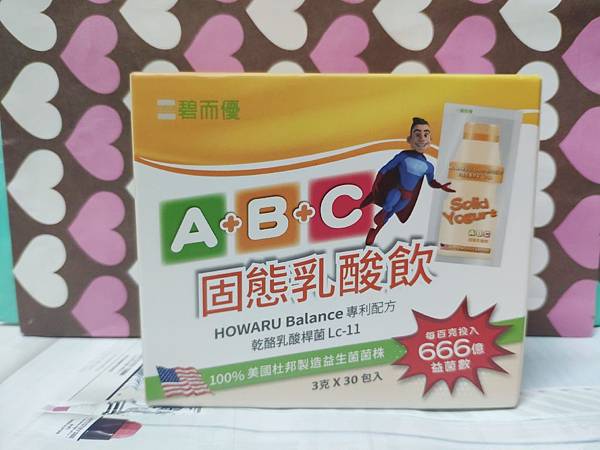 碧而優
A+B+C
Solid
Yogurt
A·B·C
固態乳酸飲
HOWARU Balance 專利配方
乾酪乳酸桿菌 Lc-11
每百克投入
666億
益菌數
100% 美國杜邦製造益生菌菌株
3克 X 30 包入